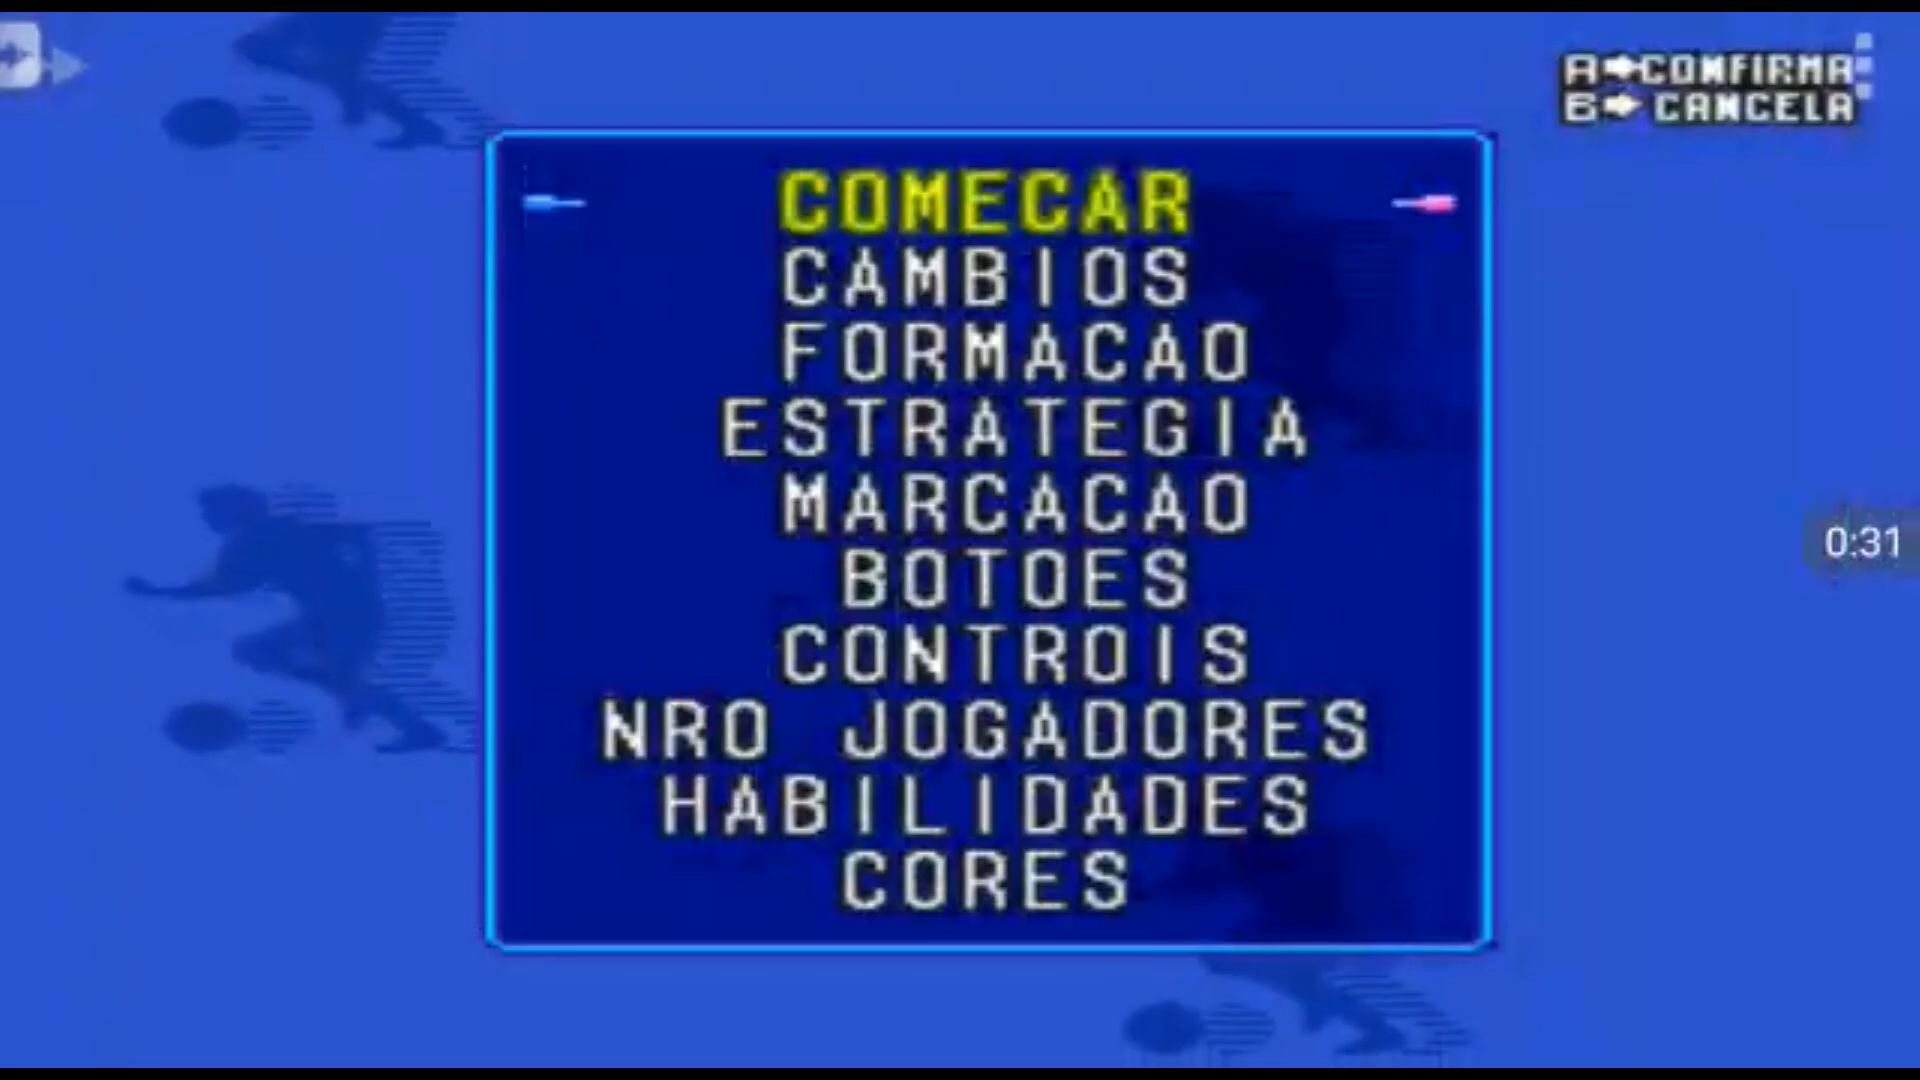 A➡CONFIRMA
B➡ CANCELA
COMECAR
CAMBIOS
FORMACAO
ESTRATEGIA
MARCACAO
BOTOES
CONTROIS
NRO JOGADORES
HABILIDADES
CORES
0:31